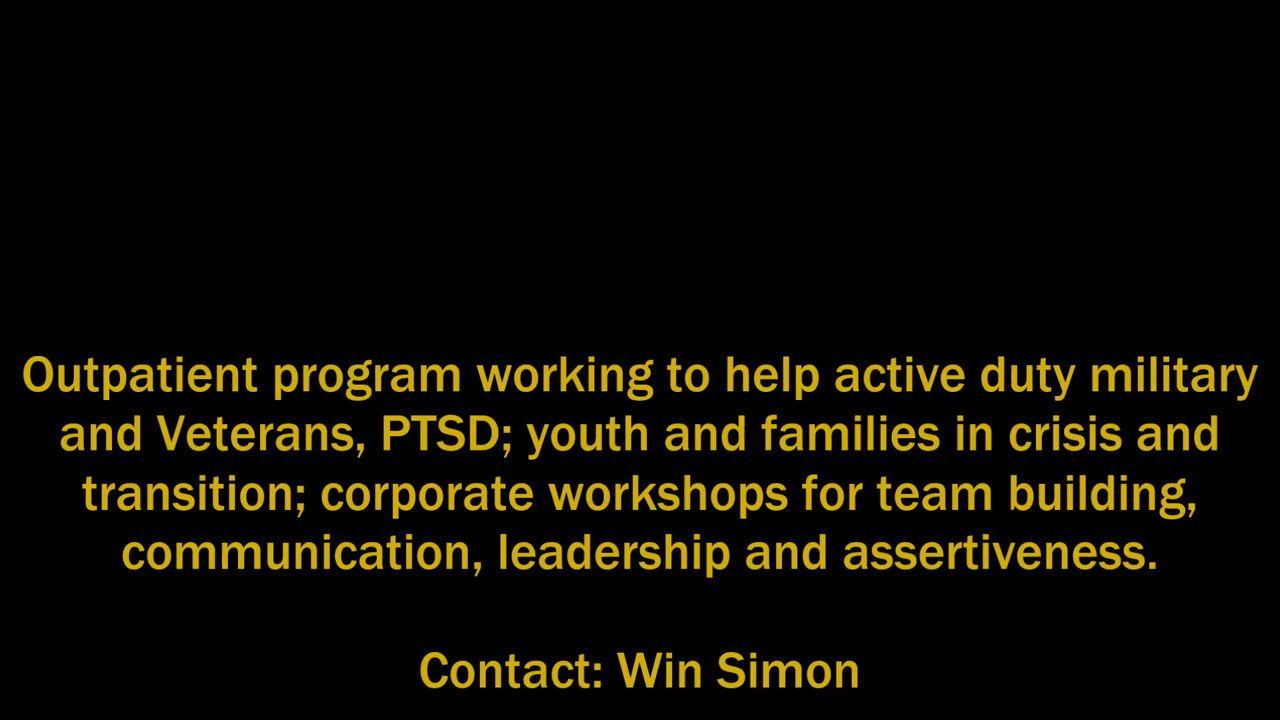 Outpatient program working to help active duty military
and Veterans, PTSD; youth and families in crisis and
transition; corporate workshops for team building,
communication, leadership and assertiveness.
Contact: Win Simon